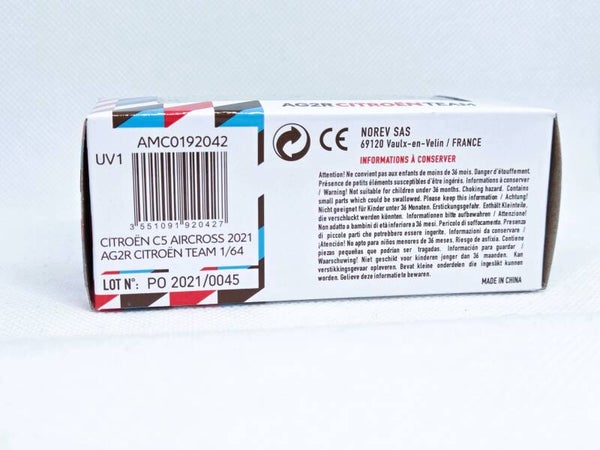 AG2R CITROËN TEAM
AMC0192042
UV1
3 551091 920427
CITROËN C5 AIRCROSS 2021
AG2R CITROËN TEAM 1/64
LOT N°: PO 2021/0045
CE
NOREV SAS
69120 Vaulx-en-Velin / FRANCE
INFORMATIONS À CONSERVER
Attention! Ne convient pas aux enfants de moins de 36 mois. Danger d'étouffement.
Présence de petits éléments susceptibles d'être ingérés. Informations à conserver
/ Warning! Not suitable for children under 36 months. Choking hazard. Contains
small parts which could be swallowed. Please keep this information / Achtung!
Nicht geeignet für Kinder unter 36 Monaten. Erstickungsgefahr. Enthält Kleinteile,
die verschluckt werden könnten. Informationen bitte aufbewahren / Attenzione!
Non adatto a bambini di età inferiore a 36 mesi. Pericolo di soffocamento. Presenza
di piccole parti che potrebbero essere ingerite. Informazioni da conservare /
¡Atención! No apto para niños menores de 36 meses. Riesgo de asfixia. Contiene
piezas pequeñas que podrían ser tragadas. Información a guardar /
Waarschuwing! Niet geschikt voor kinderen jonger dan 36 maanden. Kan
verstikkingsgevaar opleveren. Bevat kleine onderdelen die ingeslikt kunnen
worden. Gelieve deze informatie te bewaren.
MADE IN CHINA